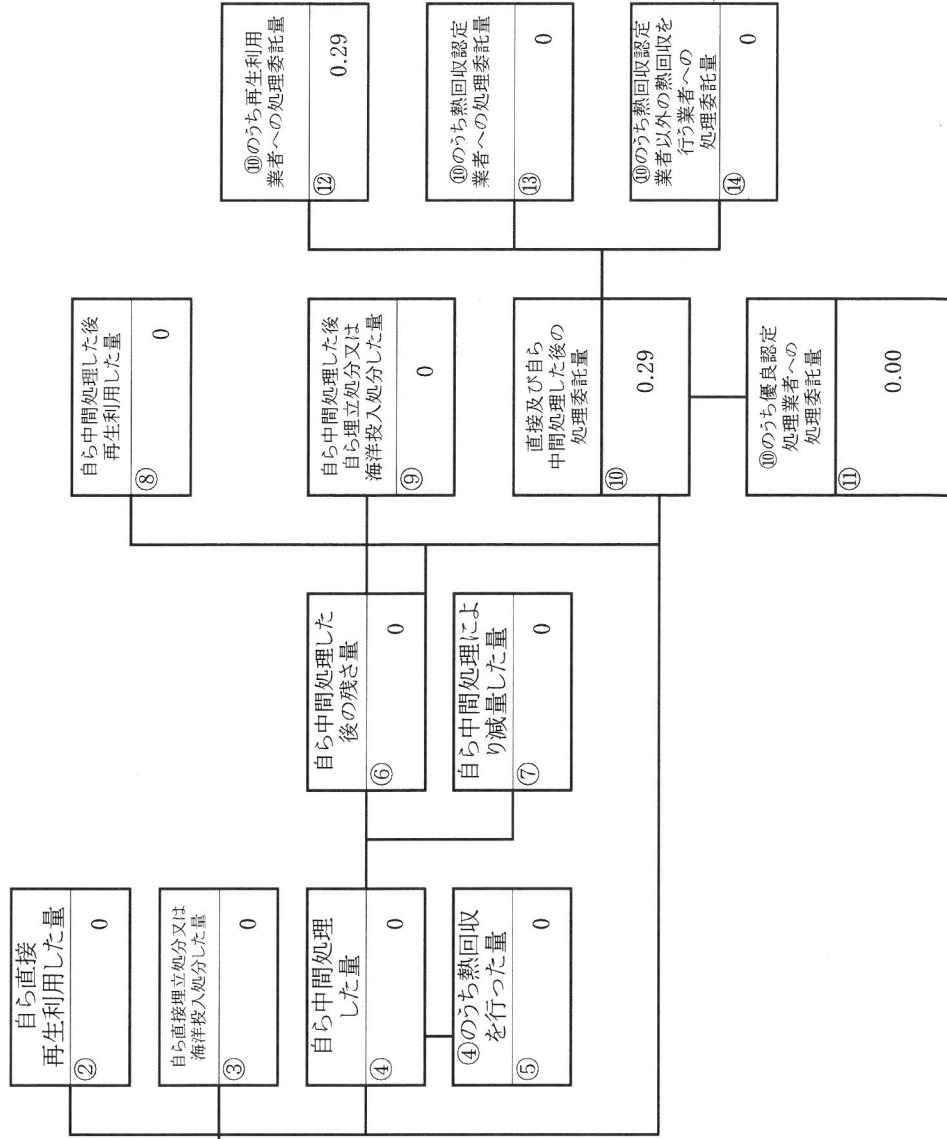 自ら直接
再生利用した量
②
0
自ら直接埋立処分又は
海洋投入処分した量
③
0
自ら中間処理
した量
④
0
④のうち熱回収
を行った量
⑤
0
自ら中間処理した
後の残さ量
⑥
0
自ら中間処理によ
り減量した量
⑦
0
自ら中間処理した後
再生利用した量
⑧
0
自ら中間処理した後
自ら埋立処分又は
海洋投入処分した量
⑨
0
直接及び自ら
中間処理した後の
処理委託量
⑩
0.29
⑩のうち優良認定
処理業者への
処理委託量
⑪
0.00
⑩のうち再生利用
業者への処理委託量
⑫
0.29
⑩のうち熱回収認定
業者への処理委託量
⑬
0
⑩のうち熱回収認定
業者以外の熱回収を
行う業者への
処理委託量
⑭
0